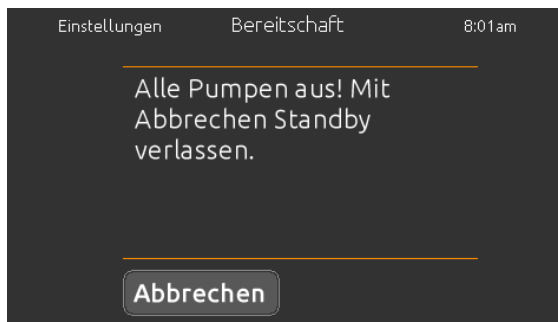 Einstellungen Bereitschaft 8:01am
Alle Pumpen aus! Mit
Abbrechen Standby
verlassen.
Abbrechen